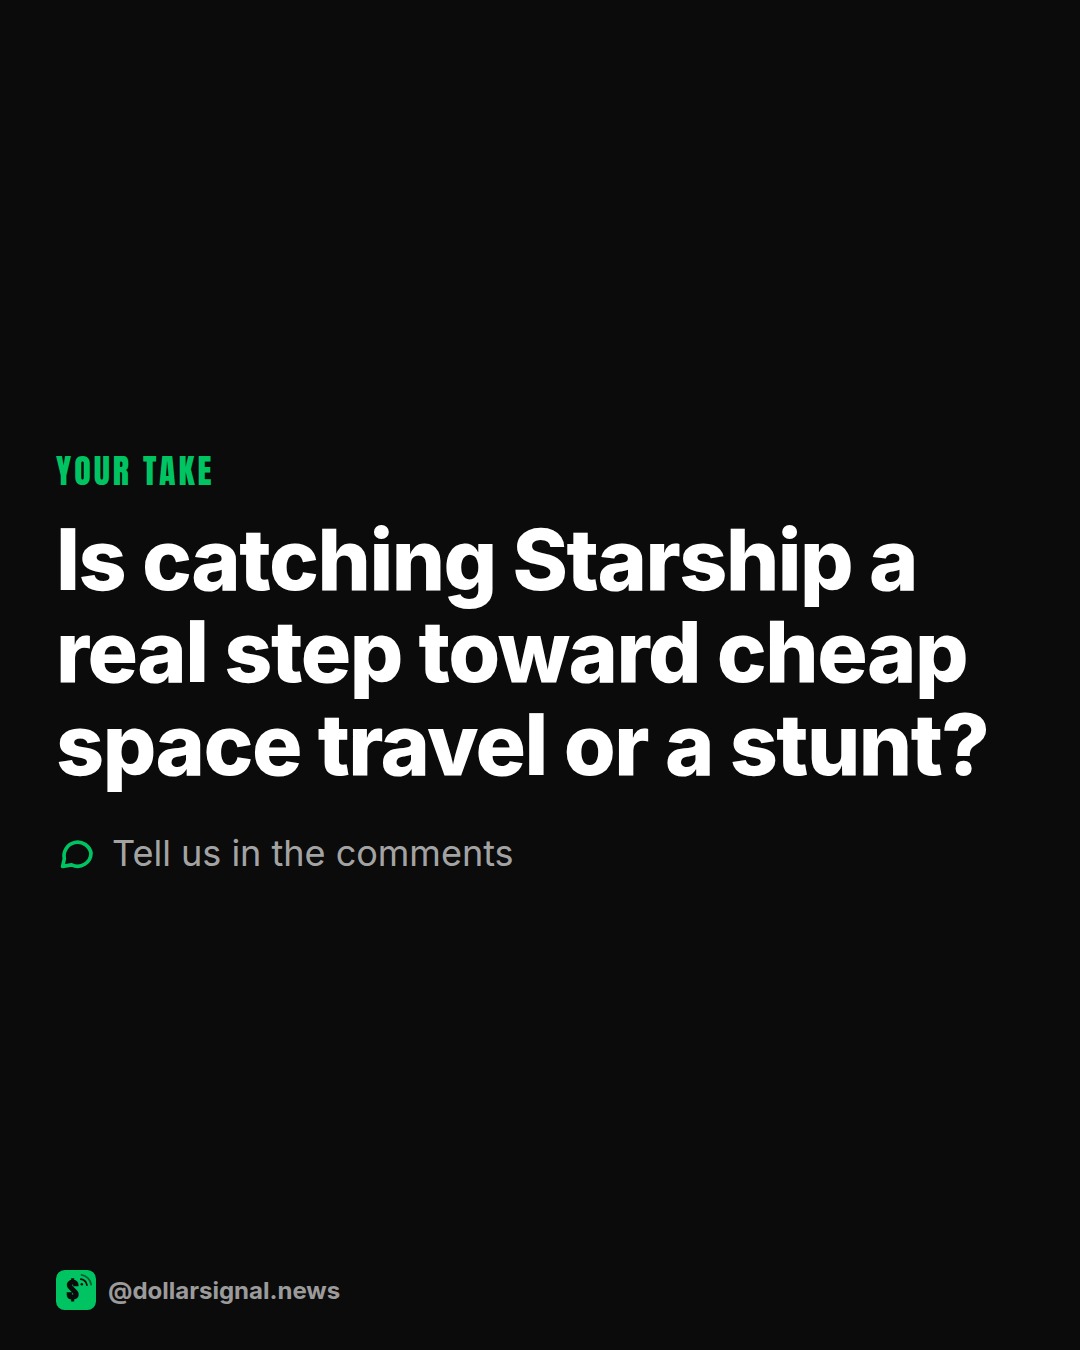 YOUR TAKE
Is catching Starship a
real step toward cheap
space travel or a stunt?
Tell us in the comments
$ @dollarsignal.news